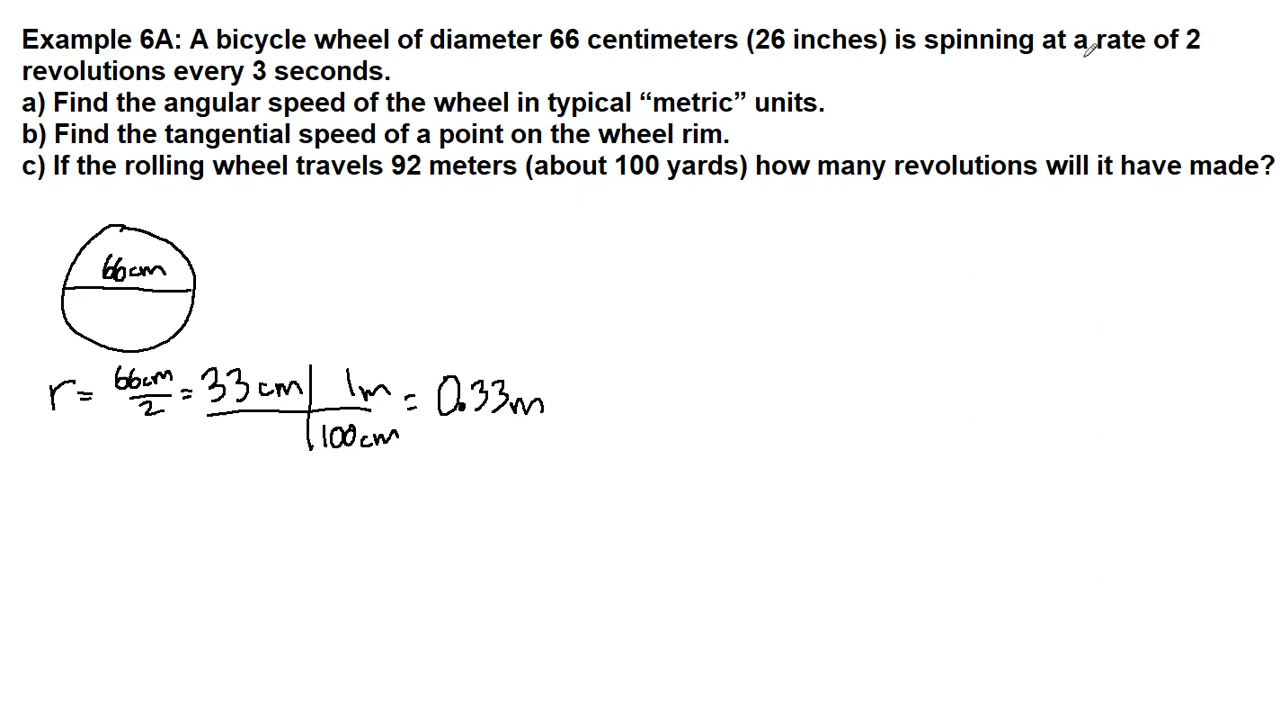 Example 6A: A bicycle wheel of diameter 66 centimeters (26 inches) is spinning at a rate of 2
revolutions every 3 seconds.
a) Find the angular speed of the wheel in typical “metric” units.
b) Find the tangential speed of a point on the wheel rim.
c) If the rolling wheel travels 92 meters (about 100 yards) how many revolutions will it have made?
66cm
r = 66cm/2 = 33cm | 1m / 100cm = 0.33m